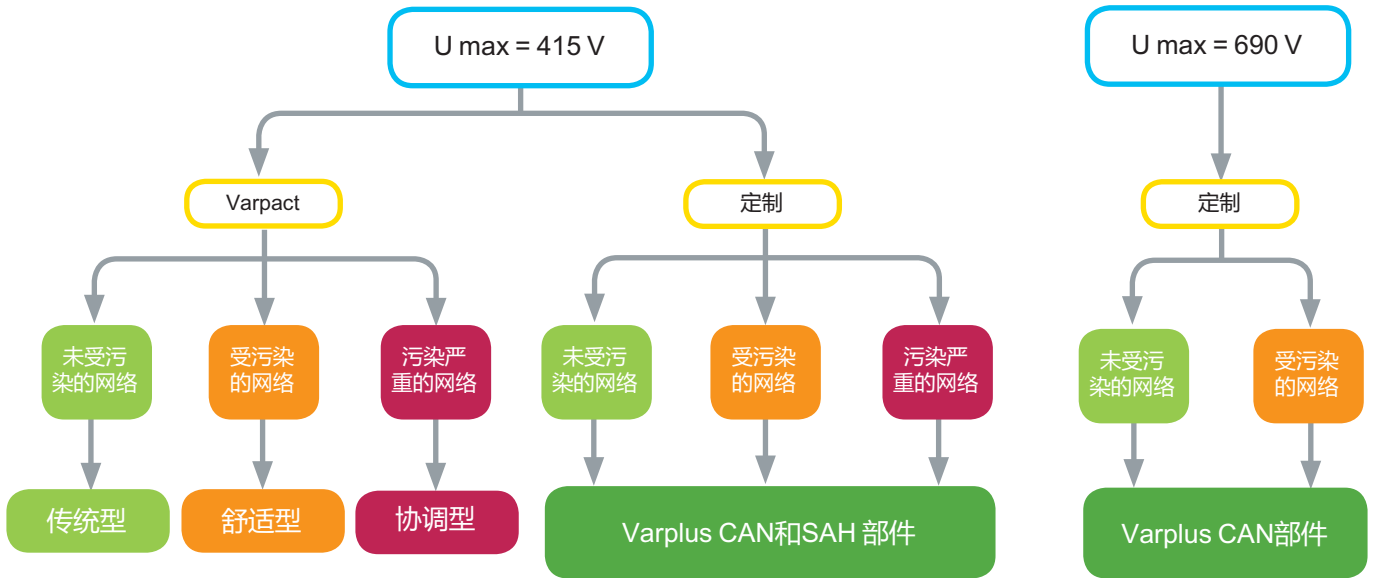 U max = 415 V
U max = 690 V
Varpact
定制
定制
未受污
染的网络
受污染
的网络
污染严
重的网络
未受污
染的网络
受污染
的网络
污染严
重的网络
未受污
染的网络
受污染
的网络
传统型
舒适型
协调型
Varplus CAN和SAH 部件
Varplus CAN部件